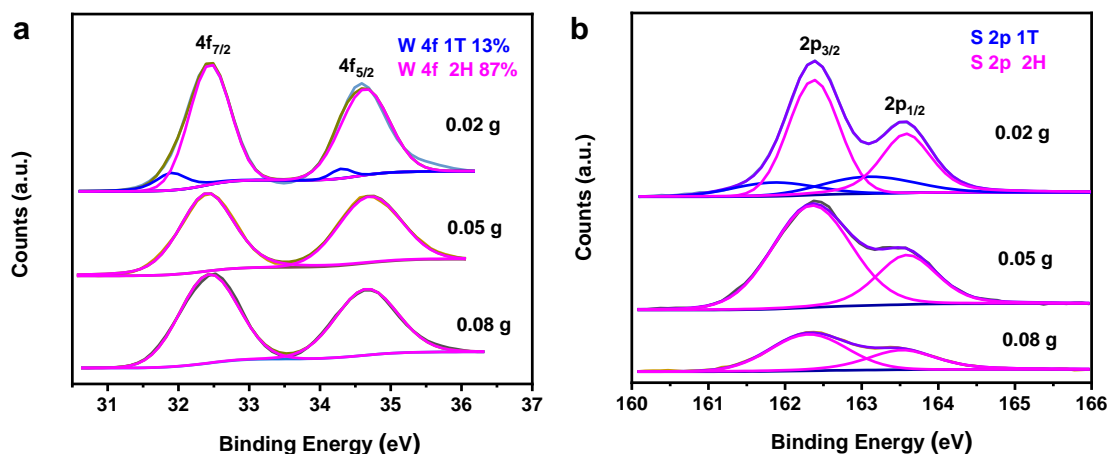 a
W 4f 1T 13%
W 4f 2H 87%
4f7/2
4f5/2
0.02 g
0.05 g
0.08 g
Counts (a.u.)
31 32 33 34 35 36 37
Binding Energy (eV)
b
S 2p 1T
S 2p 2H
2p3/2
2p1/2
0.02 g
0.05 g
0.08 g
Counts (a.u.)
160 161 162 163 164 165 166
Binding Energy (eV)